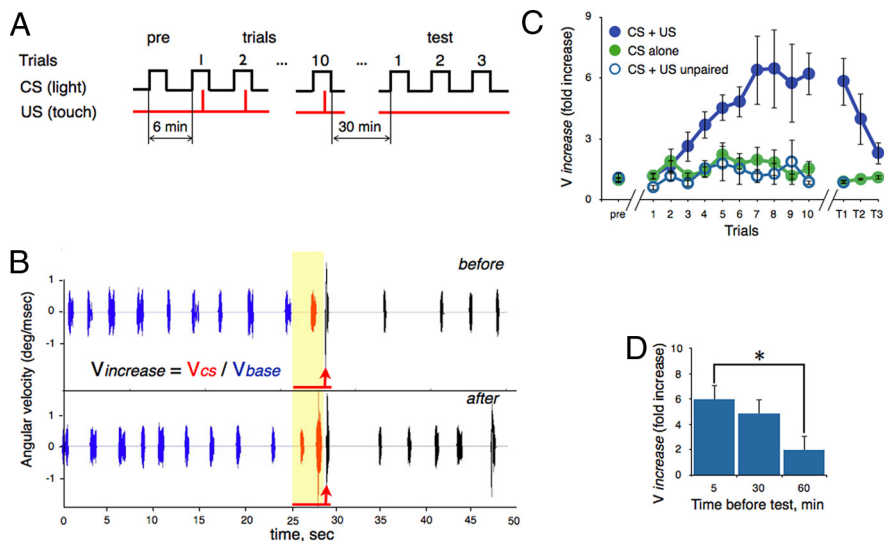 A
pre trials test
Trials 1 2 ... 10 ... 1 2 3
CS (light)
US (touch)
6 min 30 min
B
before
1
0
-1
Vincrease = Vcs / Vbase
Angular velocity (deg/msec)
after
1
0
-1
0 5 10 15 20 25 30 35 40 45 50
time, sec
C
9
6
3
0
V increase (fold increase)
CS + US
CS alone
CS + US unpaired
pre 1 2 3 4 5 6 7 8 9 10 T1 T2 T3
Trials
D
10
8
6
4
2
0
V increase (fold increase)
*
5 30 60
Time before test, min